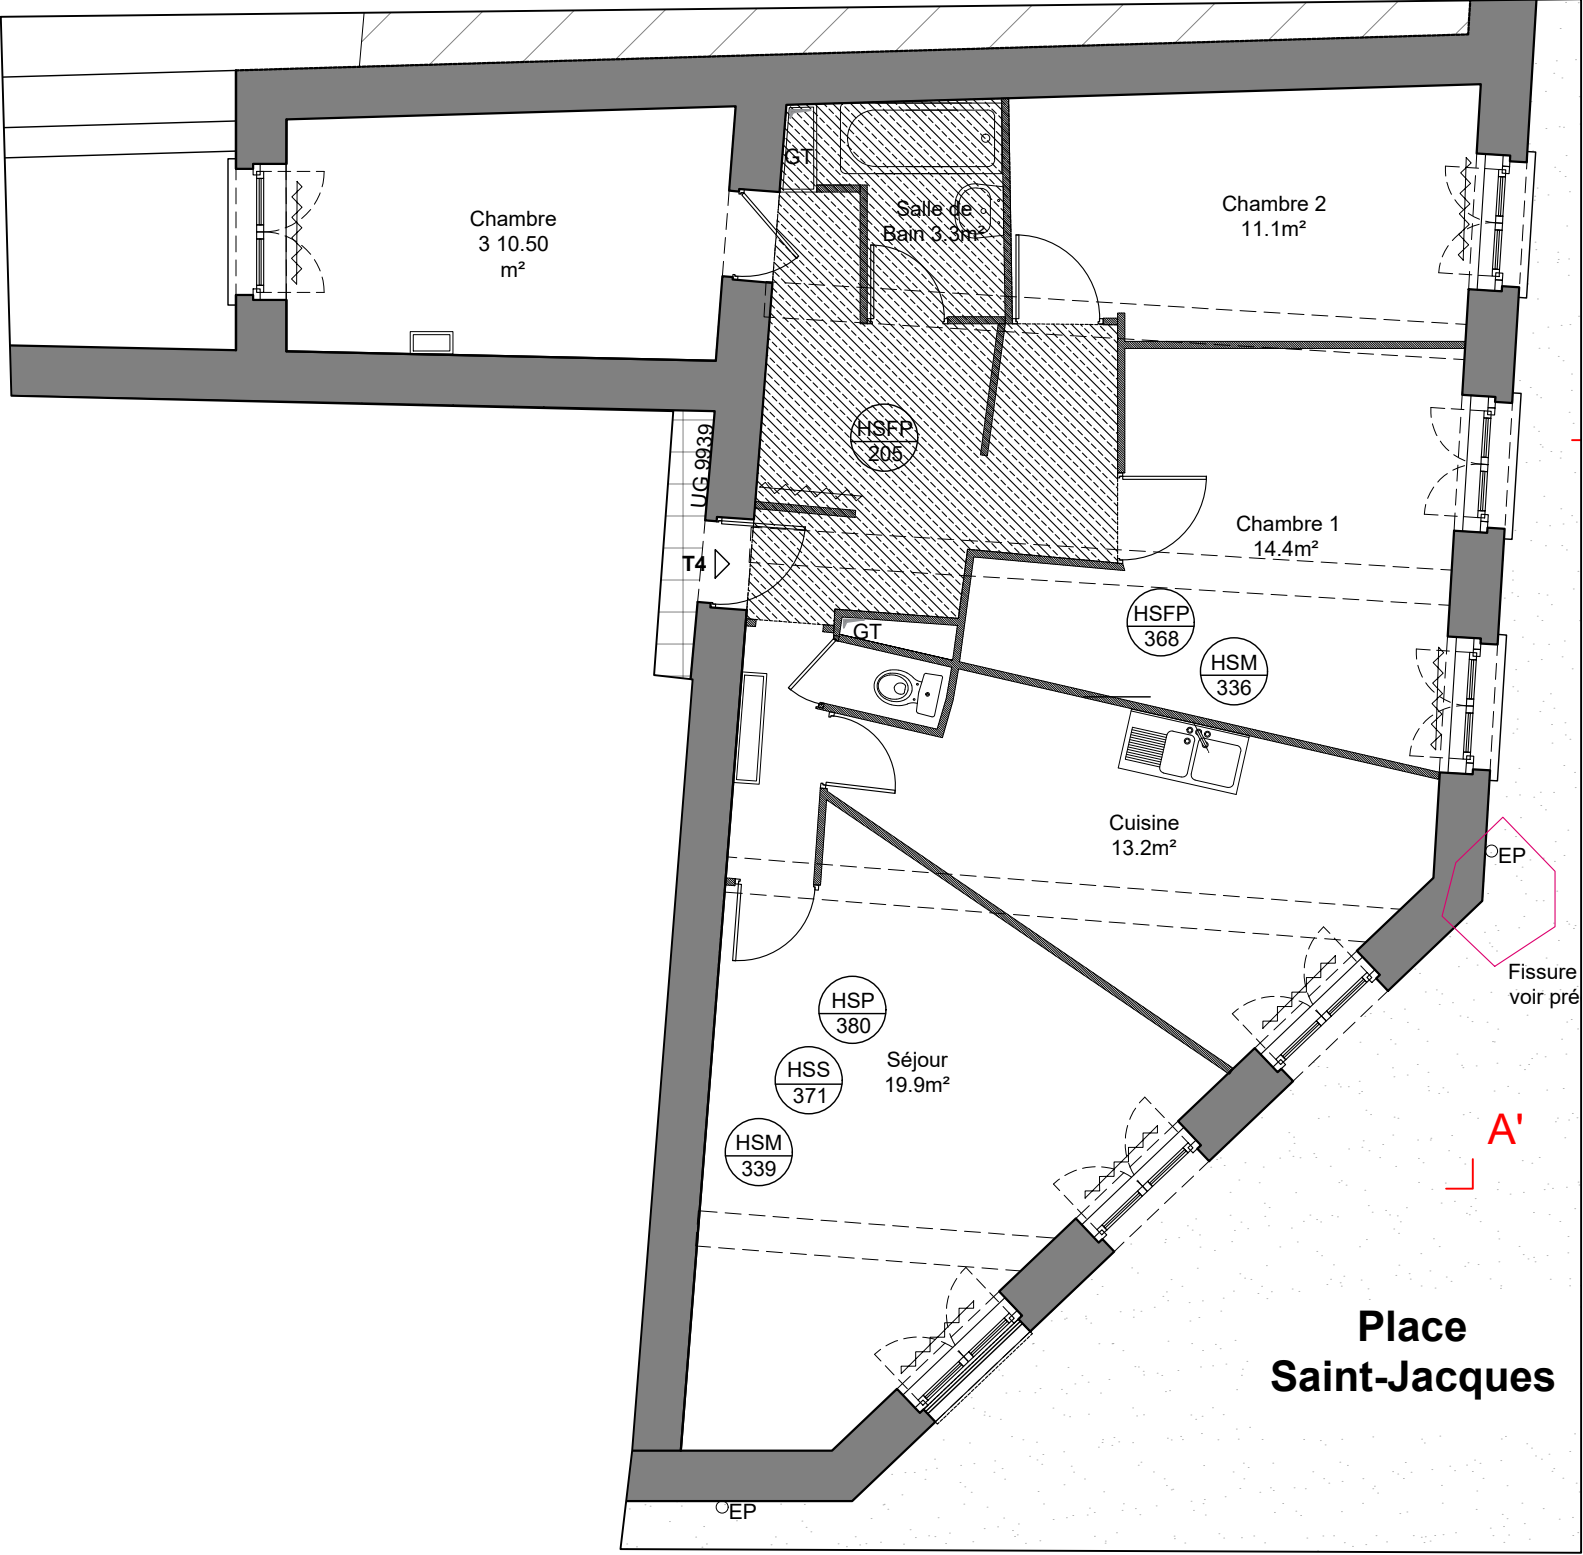 GT
Chambre
3 10.50
m²
Salle de
Bain 3.3m²
Chambre 2
11.1m²
UG 9939
HSFP
205
Chambre 1
14.4m²
T4
GT
HSFP
368
HSM
336
Cuisine
13.2m²
EP
Fissure
voir pré
HSP
380
HSS
371
HSM
339
Séjour
19.9m²
A'
Place
Saint-Jacques
EP